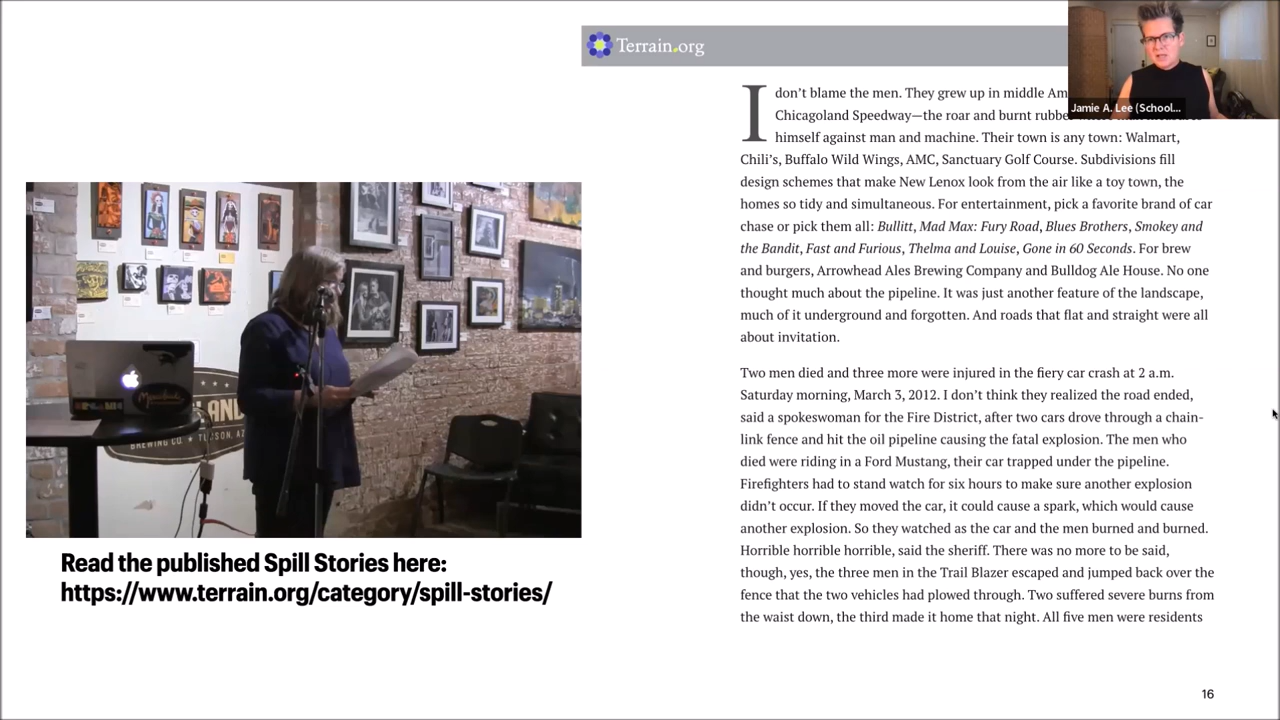 Terrain.org
Jamie A. Lee (School...
I don't blame the men. They grew up in middle Am
Chicagoland Speedway—the roar and burnt rubbe
himself against man and machine. Their town is any town: Walmart,
Chili's, Buffalo Wild Wings, AMC, Sanctuary Golf Course. Subdivisions fill
design schemes that make New Lenox look from the air like a toy town, the
homes so tidy and simultaneous. For entertainment, pick a favorite brand of car
chase or pick them all: Bullitt, Mad Max: Fury Road, Blues Brothers, Smokey and
the Bandit, Fast and Furious, Thelma and Louise, Gone in 60 Seconds. For brew
and burgers, Arrowhead Ales Brewing Company and Bulldog Ale House. No one
thought much about the pipeline. It was just another feature of the landscape,
much of it underground and forgotten. And roads that flat and straight were all
about invitation.
Two men died and three more were injured in the fiery car crash at 2 a.m.
Saturday morning, March 3, 2012. I don't think they realized the road ended,
said a spokeswoman for the Fire District, after two cars drove through a chain-
link fence and hit the oil pipeline causing the fatal explosion. The men who
died were riding in a Ford Mustang, their car trapped under the pipeline.
Firefighters had to stand watch for six hours to make sure another explosion
didn't occur. If they moved the car, it could cause a spark, which would cause
another explosion. So they watched as the car and the men burned and burned.
Horrible horrible horrible, said the sheriff. There was no more to be said,
though, yes, the three men in the Trail Blazer escaped and jumped back over the
fence that the two vehicles had plowed through. Two suffered severe burns from
the waist down, the third made it home that night. All five men were residents
LAND
BREWING CO. TUCSON, AZ
Read the published Spill Stories here:
https://www.terrain.org/category/spill-stories/
16